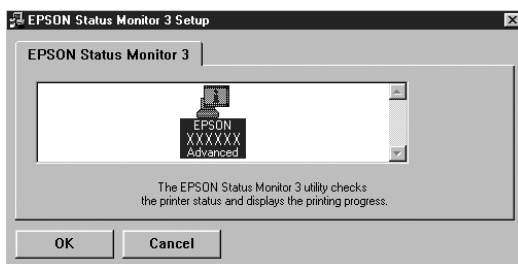 EPSON Status Monitor 3 Setup
EPSON Status Monitor 3
EPSON
XXXXXX
Advanced
The EPSON Status Monitor 3 utility checks
the printer status and displays the printing progress.
OK Cancel